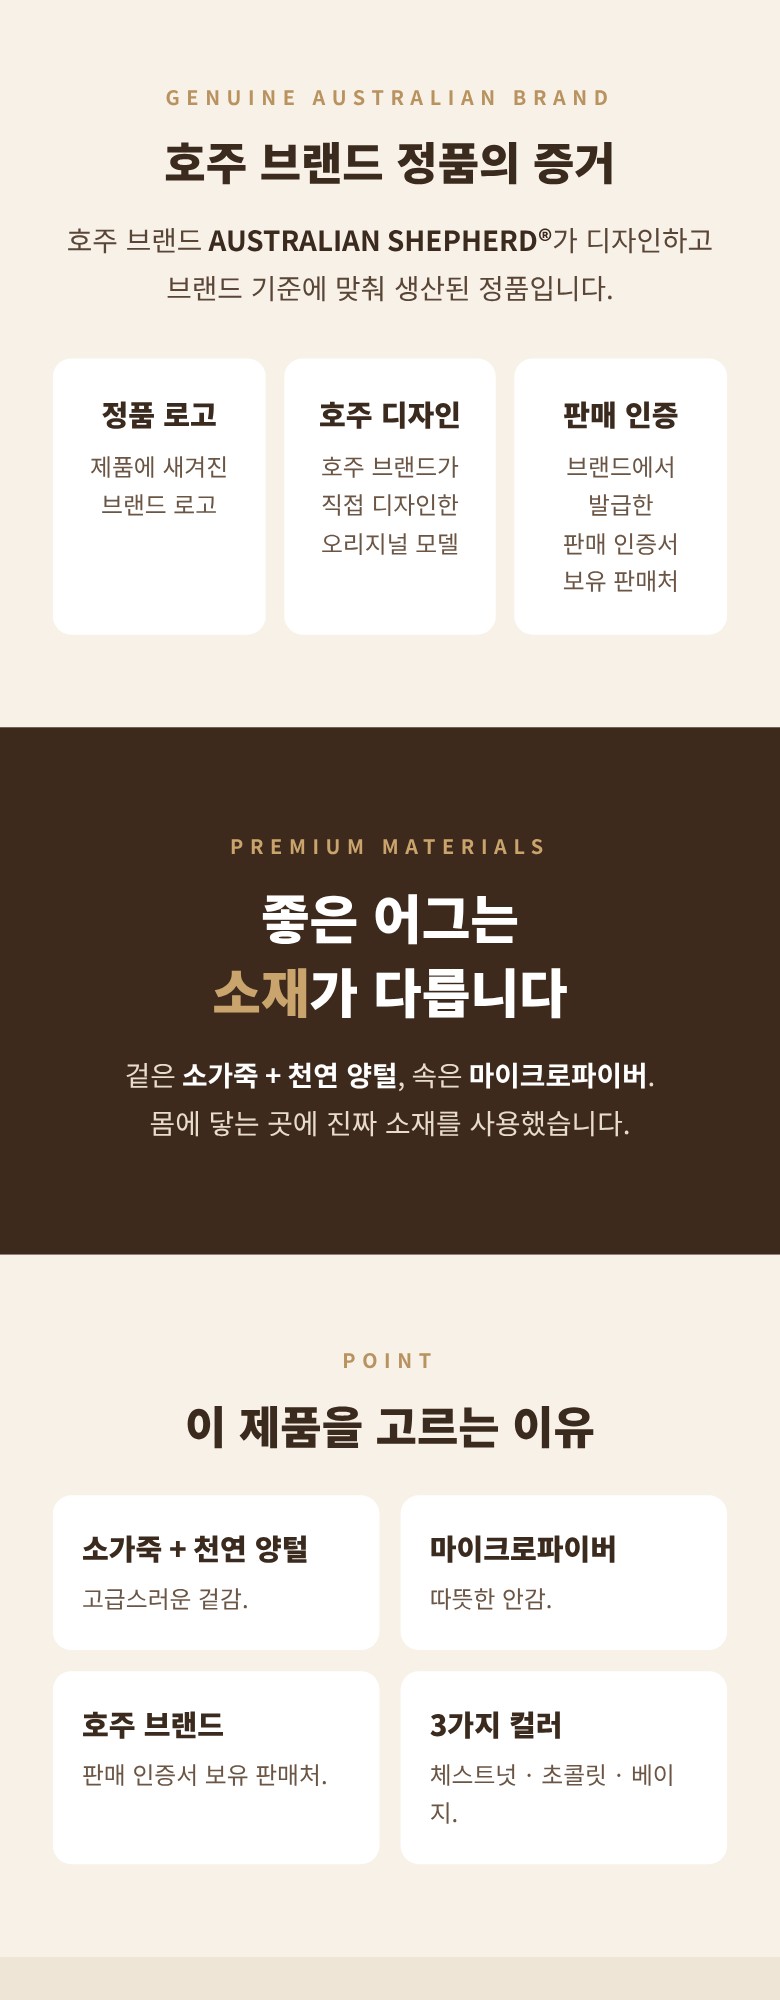 GENUINE AUSTRALIAN BRAND
호주 브랜드 정품의 증거
호주 브랜드 AUSTRALIAN SHEPHERD®가 디자인하고
브랜드 기준에 맞춰 생산된 정품입니다.
정품 로고
제품에 새겨진
브랜드 로고
호주 디자인
호주 브랜드가
직접 디자인한
오리지널 모델
판매 인증
브랜드에서
발급한
판매 인증서
보유 판매처
PREMIUM MATERIALS
좋은 어그는
소재가 다릅니다
겉은 소가죽 + 천연 양털, 속은 마이크로파이버.
몸에 닿는 곳에 진짜 소재를 사용했습니다.
POINT
이 제품을 고르는 이유
소가죽 + 천연 양털
고급스러운 겉감.
마이크로파이버
따뜻한 안감.
호주 브랜드
판매 인증서 보유 판매처.
3가지 컬러
체스트넛 · 초콜릿 · 베이
지.